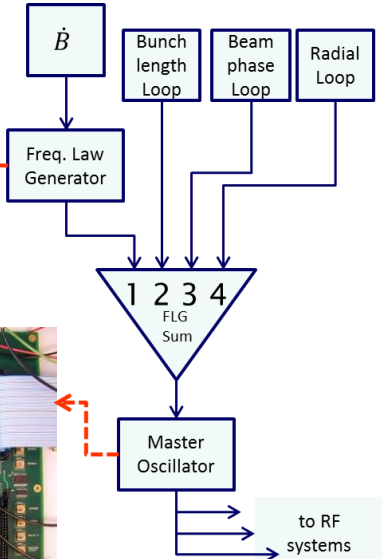 Ḃ
Bunch
length
Loop
Beam
phase
Loop
Radial
Loop
Freq. Law
Generator
1 2 3 4
FLG
Sum
Master
Oscillator
to RF
systems